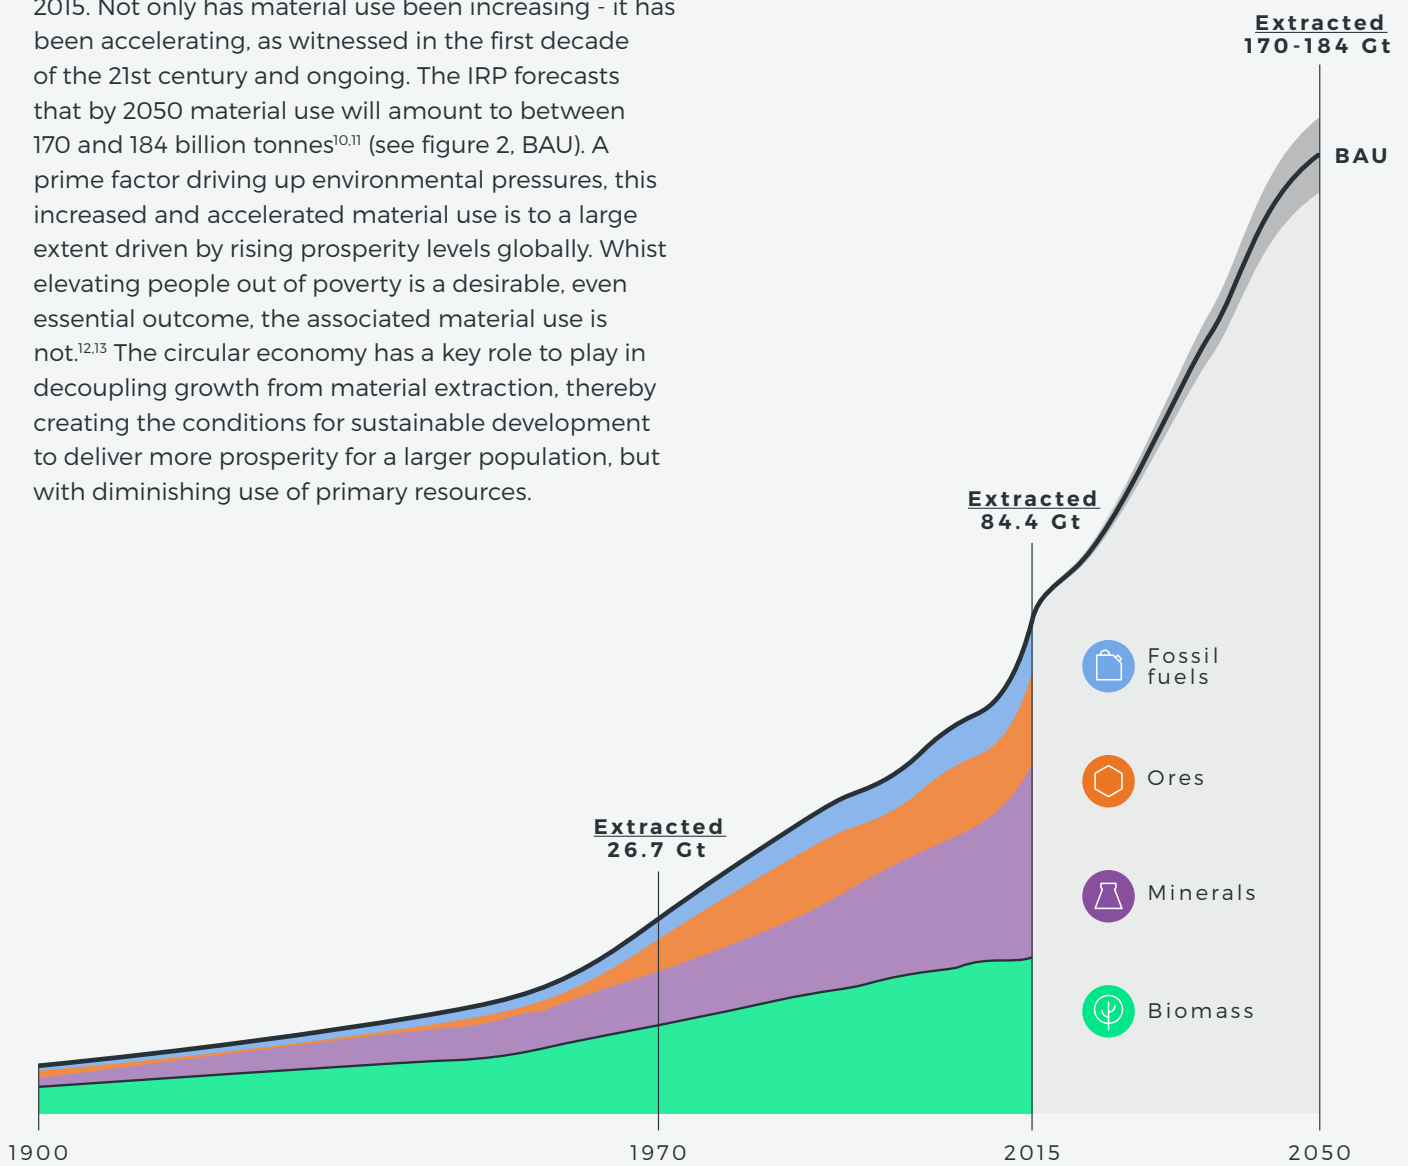 2015. Not only has material use been increasing - it has
been accelerating, as witnessed in the first decade
of the 21st century and ongoing. The IRP forecasts
that by 2050 material use will amount to between
170 and 184 billion tonnes10,11 (see figure 2, BAU). A
prime factor driving up environmental pressures, this
increased and accelerated material use is to a large
extent driven by rising prosperity levels globally. Whist
elevating people out of poverty is a desirable, even
essential outcome, the associated material use is
not.12,13 The circular economy has a key role to play in
decoupling growth from material extraction, thereby
creating the conditions for sustainable development
to deliver more prosperity for a larger population, but
with diminishing use of primary resources.
Extracted
170-184 Gt
BAU
Extracted
84.4 Gt
Extracted
26.7 Gt
Fossil
fuels
Ores
Minerals
Biomass
1900
1970
2015
2050